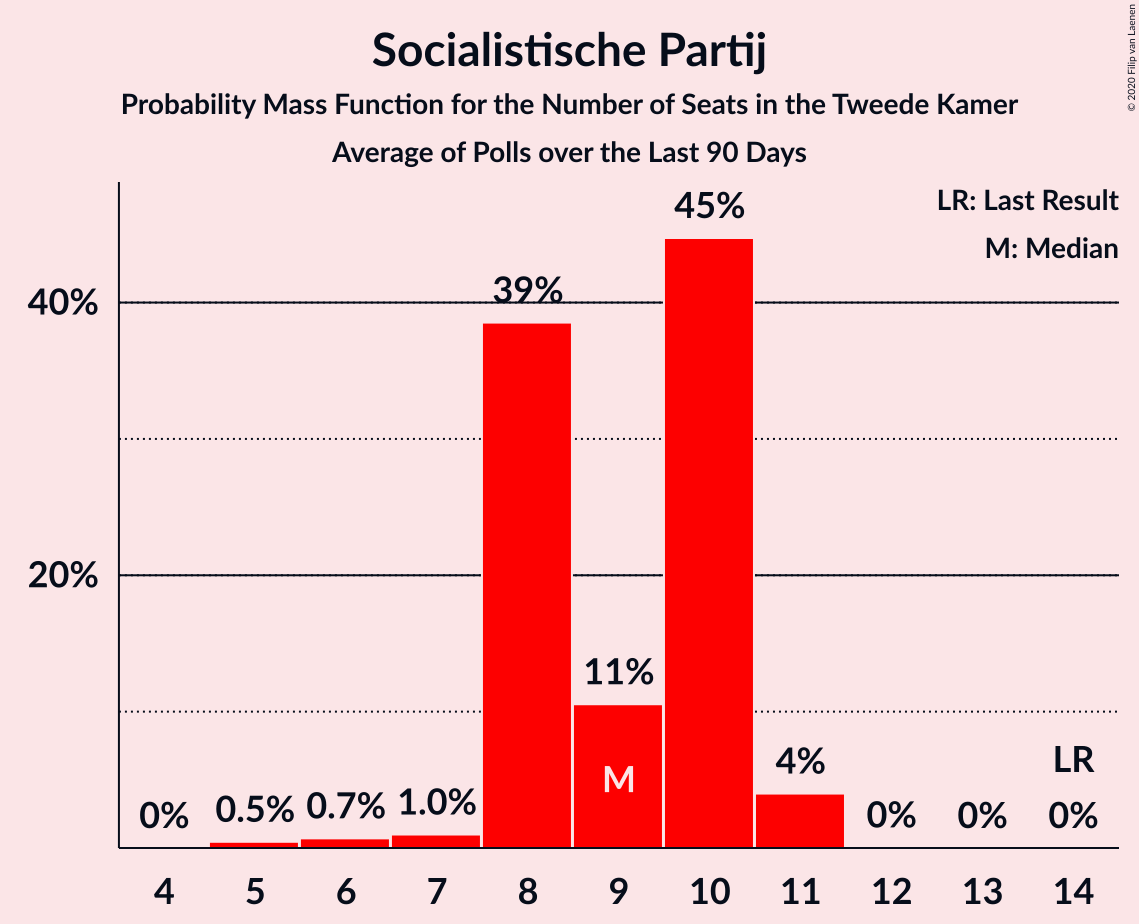 Socialistische Partij
Probability Mass Function for the Number of Seats in the Tweede Kamer
Average of Polls over the Last 90 Days
© 2020 Filip van Laenen
LR: Last Result
M: Median
45%
39%
40%
20%
11%
M
4%
LR
0% 0.5% 0.7% 1.0% 0% 0% 0%
4 5 6 7 8 9 10 11 12 13 14